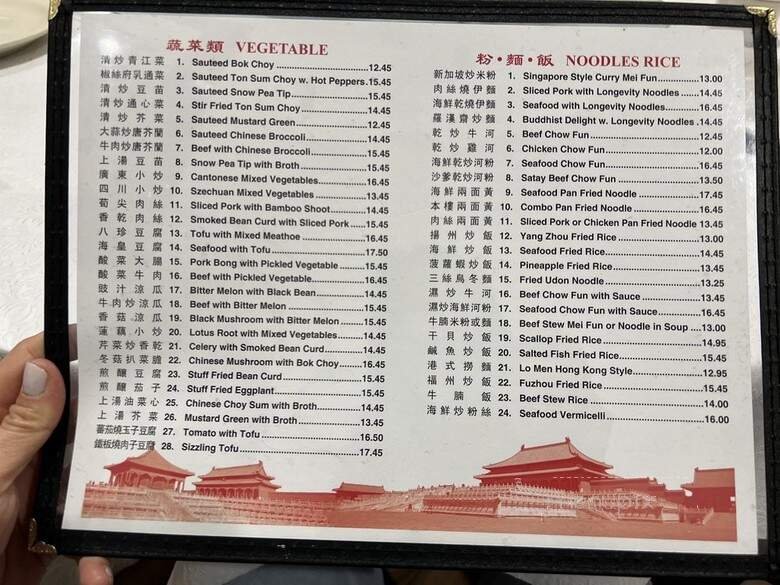 蔬菜類 VEGETABLE
清炒青江菜 1. Sauteed Bok Choy 12.45
椒絲府乳通菜 2. Sauteed Ton Sum Choy w. Hot Peppers 15.45
清炒豆苗 3. Sauteed Snow Pea Tip 15.45
清炒通心菜 4. Stir Fried Ton Sum Choy 14.45
清炒芥菜 5. Sauteed Mustard Green 12.45
大蒜炒唐芥蘭 6. Sauteed Chinese Broccoli 14.45
牛肉炒唐芥蘭 7. Beef with Chinese Broccoli 15.45
上湯豆苗 8. Snow Pea Tip with Broth 15.45
廣東小炒 9. Cantonese Mixed Vegetables 16.45
四川小炒 10. Szechuan Mixed Vegetables 13.45
荀尖肉絲 11. Sliced Pork with Bamboo Shoot 14.45
香乾肉絲 12. Smoked Bean Curd with Sliced Pork 15.45
八珍豆腐 13. Tofu with Mixed Meathoe 16.45
海皇豆腐 14. Seafood with Tofu 17.50
酸菜大腸 15. Pork Bong with Pickled Vegetable 15.45
酸菜牛肉 16. Beef with Pickled Vegetable 16.45
豉汁涼瓜 17. Bitter Melon with Black Bean 14.45
牛肉炒涼瓜 18. Beef with Bitter Melon 15.45
香菇涼瓜 19. Black Mushroom with Bitter Melon 15.45
蓮藕小炒 20. Lotus Root with Mixed Vegetables 14.45
芹菜炒香乾 21. Celery with Smoked Bean Curd 14.45
冬菇扒菜膽 22. Chinese Mushroom with Bok Choy 16.45
煎釀豆腐 23. Stuff Fried Bean Curd 15.45
煎釀茄子 24. Stuff Fried Eggplant 15.45
上湯油菜心 25. Chinese Choy Sum with Broth 14.45
上湯芥菜 26. Mustard Green with Broth 13.45
蕃茄燒玉子豆腐 27. Tomato with Tofu 16.50
鐵板燒肉子豆腐 28. Sizzling Tofu 17.45
粉•麵•飯 NOODLES RICE
新加坡炒米粉 1. Singapore Style Curry Mei Fun 13.00
肉絲燒伊麵 2. Sliced Pork with Longevity Noodles 14.45
海鮮乾燒伊麵 3. Seafood with Longevity Noodles 16.45
羅漢齋炒麵 4. Buddhist Delight w. Longevity Noodles 14.45
乾炒牛河 5. Beef Chow Fun 12.45
乾炒雞河 6. Chicken Chow Fun 12.00
海鮮乾炒河粉 7. Seafood Chow Fun 16.45
沙爹乾炒河粉 8. Satay Beef Chow Fun 13.50
海鮮兩面黃 9. Seafood Pan Fried Noodle 17.45
本樓兩面黃 10. Combo Pan Fried Noodle 16.45
肉絲兩面黃 11. Sliced Pork or Chicken Pan Fried Noodle 13.45
揚州炒飯 12. Yang Zhou Fried Rice 13.00
海鮮炒飯 13. Seafood Fried Rice 14.45
菠蘿蝦炒飯 14. Pineapple Fried Rice 13.45
三絲烏冬麵 15. Fried Udon Noodle 13.25
濕炒牛河 16. Beef Chow Fun with Sauce 13.45
濕炒海鮮河粉 17. Seafood Chow Fun with Sauce 16.45
牛腩米粉或麵 18. Beef Stew Mei Fun or Noodle in Soup 13.00
干貝炒飯 19. Scallop Fried Rice 14.95
鹹魚炒飯 20. Salted Fish Fried Rice 15.45
港式撈麵 21. Lo Men Hong Kong Style 12.95
福州炒飯 22. Fuzhou Fried Rice 15.45
牛腩飯 23. Beef Stew Rice 14.00
海鮮炒粉絲 24. Seafood Vermicelli 16.00